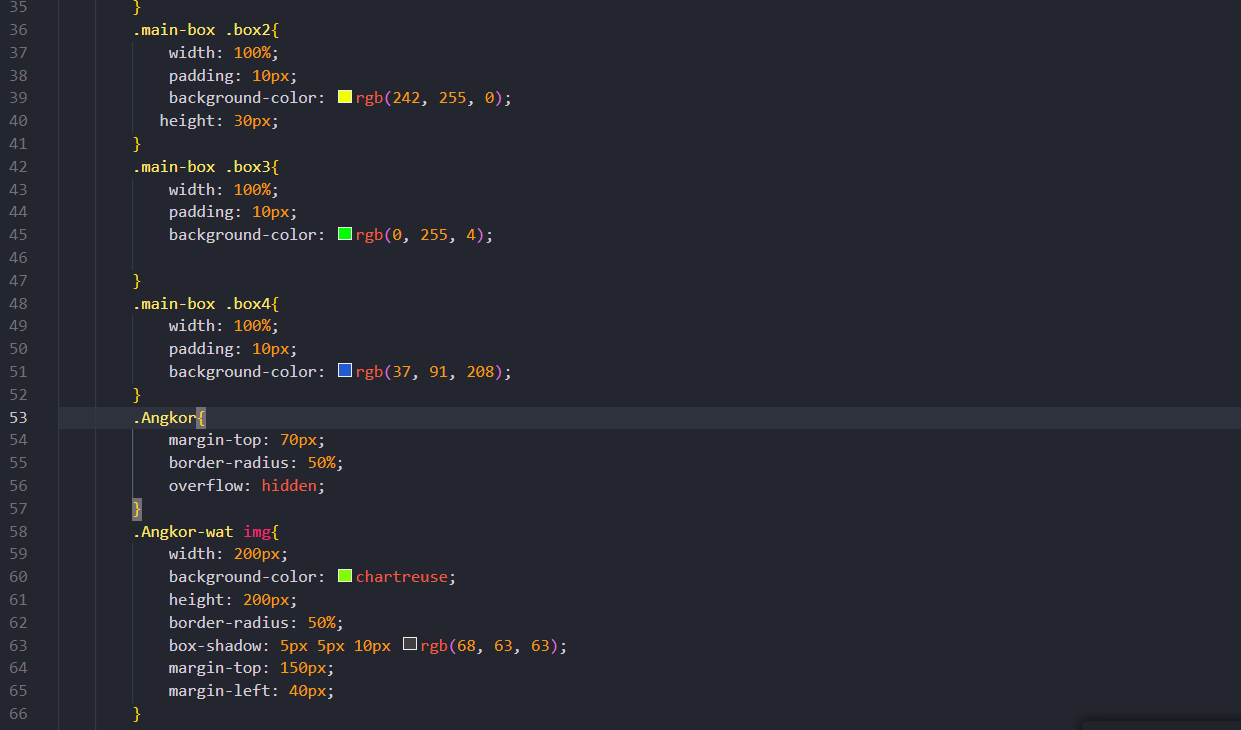 35 }
36 .main-box .box2{
37 width: 100%;
38 padding: 10px;
39 background-color: rgb(242, 255, 0);
40 height: 30px;
41 }
42 .main-box .box3{
43 width: 100%;
44 padding: 10px;
45 background-color: rgb(0, 255, 4);
46
47 }
48 .main-box .box4{
49 width: 100%;
50 padding: 10px;
51 background-color: rgb(37, 91, 208);
52 }
53 .Angkor{
54 margin-top: 70px;
55 border-radius: 50%;
56 overflow: hidden;
57 }
58 .Angkor-wat img{
59 width: 200px;
60 background-color: chartreuse;
61 height: 200px;
62 border-radius: 50%;
63 box-shadow: 5px 5px 10px rgb(68, 63, 63);
64 margin-top: 150px;
65 margin-left: 40px;
66 }